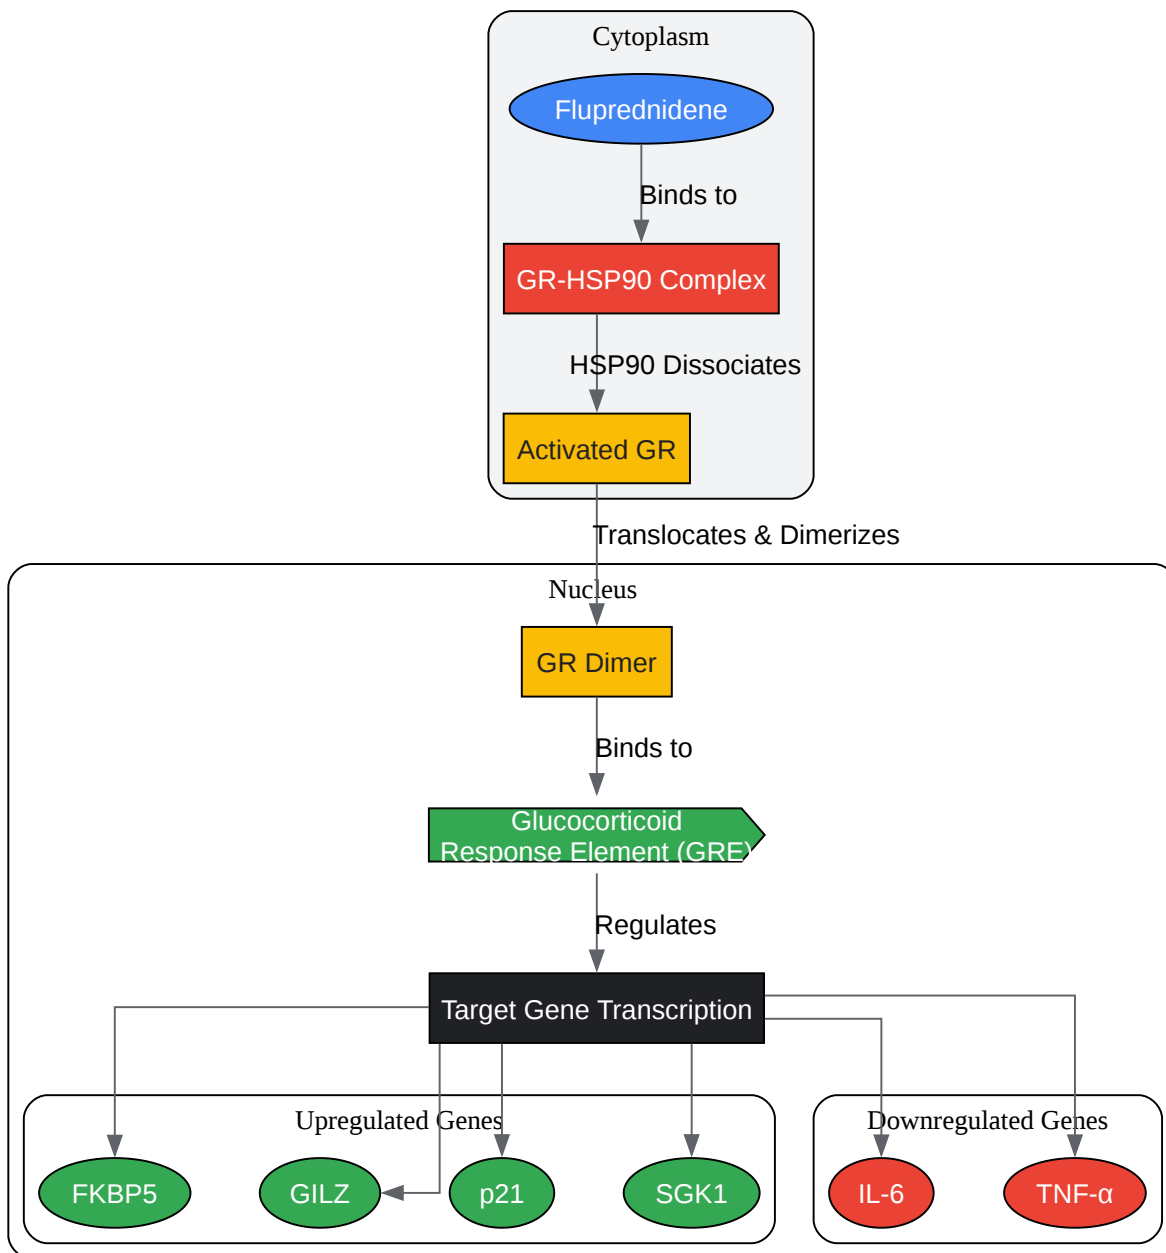 Cytoplasm
Fluprednidene
Binds to
GR-HSP90 Complex
HSP90 Dissociates
Activated GR
Translocates & Dimerizes
Nucleus
GR Dimer
Binds to
Glucocorticoid
Response Element (GRE)
Regulates
Target Gene Transcription
Upregulated Genes
Downregulated Genes
FKBP5
GILZ
p21
SGK1
IL-6
TNF-α